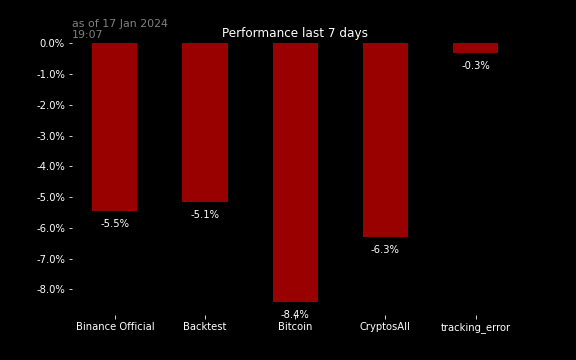 as of 17 Jan 2024
19:07
Performance last 7 days
0.0%
-1.0%
-2.0%
-3.0%
-4.0%
-5.0%
-6.0%
-7.0%
-8.0%
-5.5%
-5.1%
-8.4%
-6.3%
-0.3%
Binance Official
Backtest
Bitcoin
CryptosAll
tracking_error